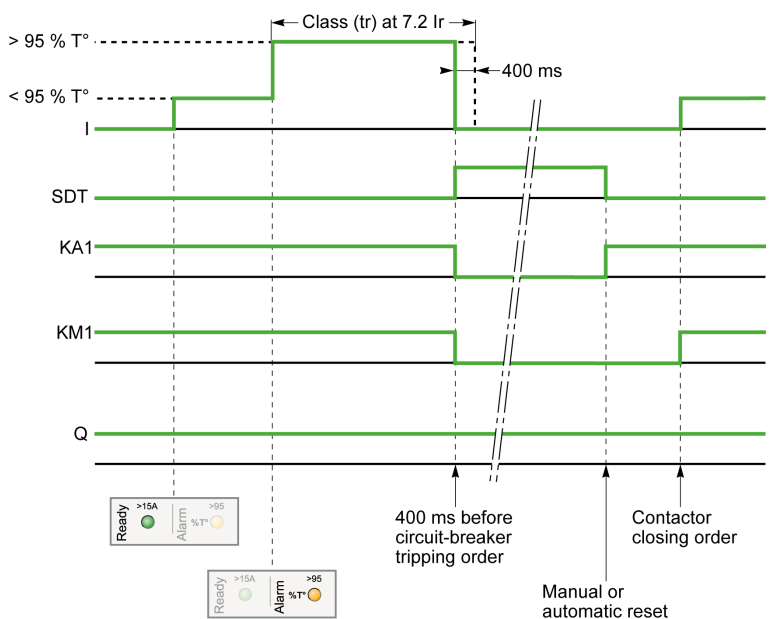 Class (tr) at 7.2 Ir
> 95 % T°
400 ms
< 95 % T°
I
SDT
KA1
KM1
Q
Ready
>15A
Alarm
>95
%T°
400 ms before
circuit-breaker
tripping order
Contactor
closing order
Ready
>15A
Alarm
>95
%T°
Manual or
automatic reset